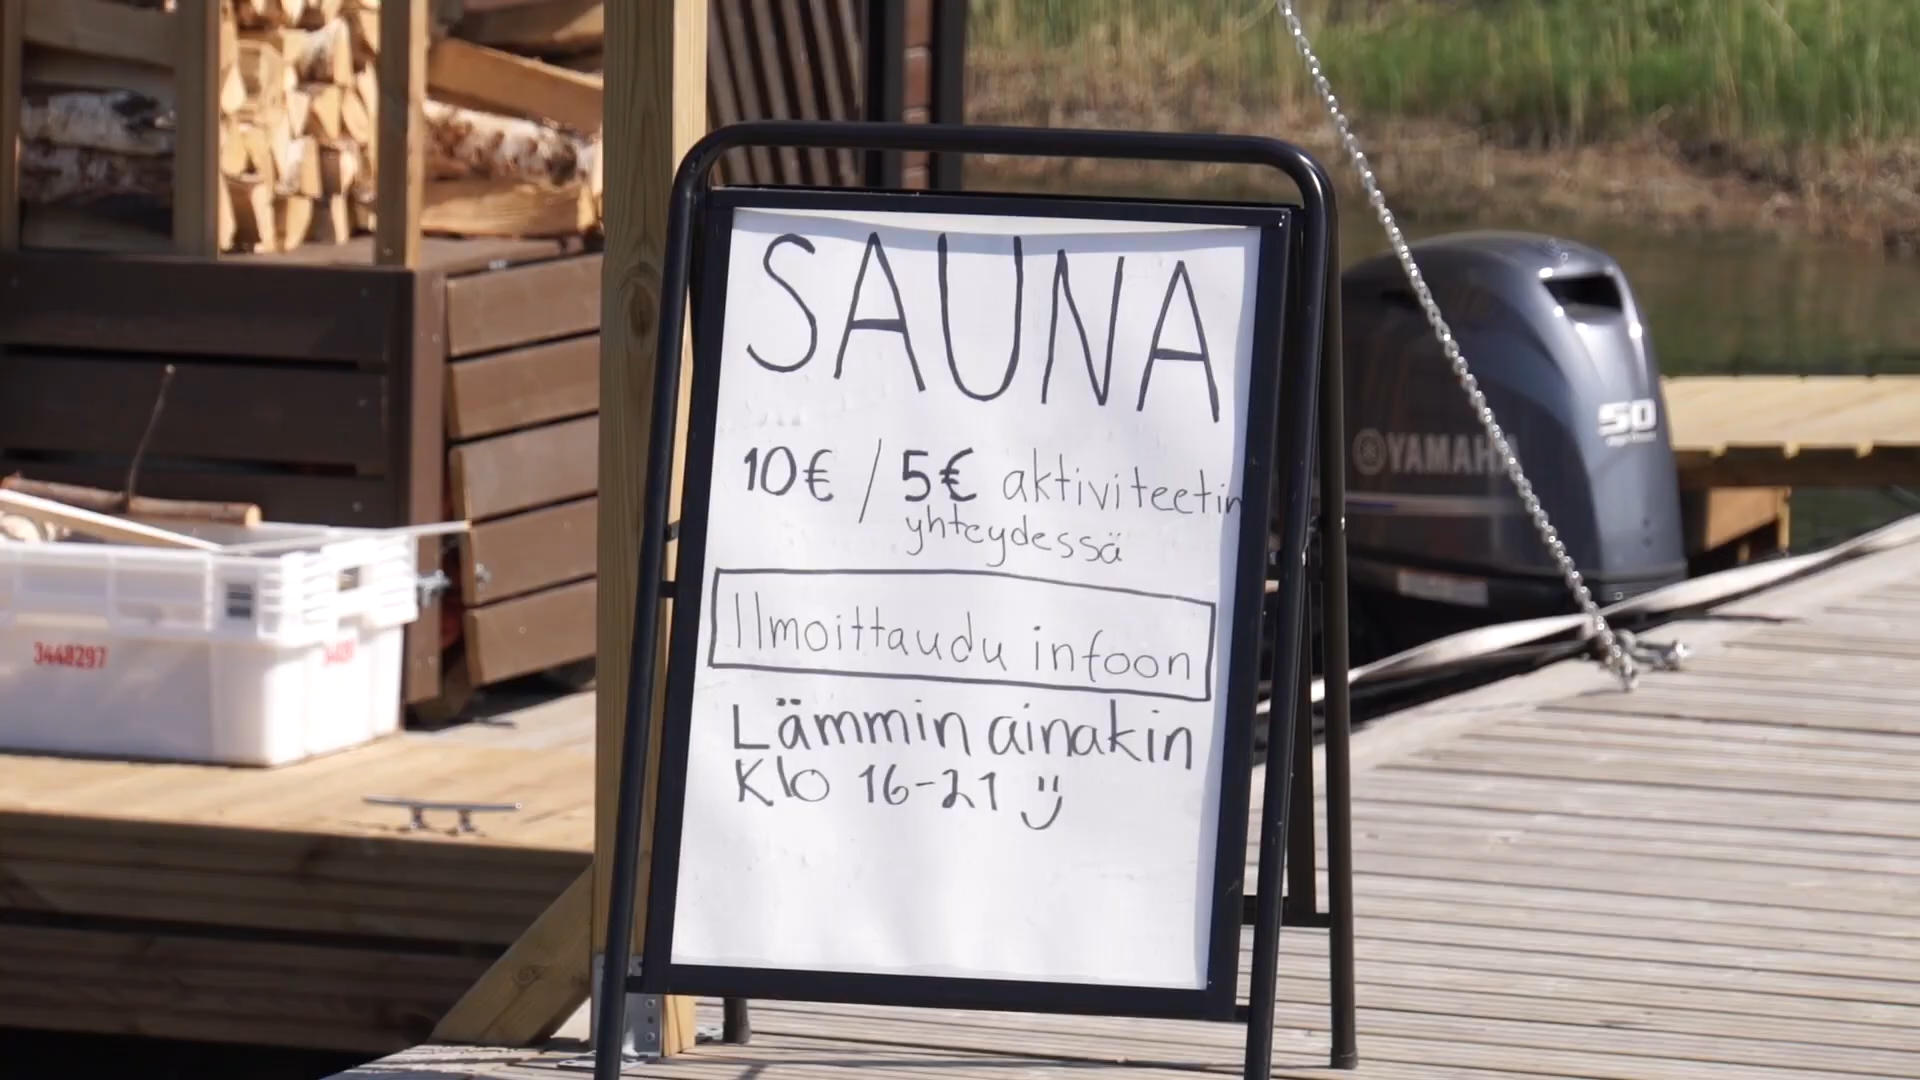 SAUNA
10€ / 5€ aktiviteetin
yhteydessä
Ilmoittaudu infoon
Lämmin ainakin
Klo 16-21 :)
YAMAHA
50
3448297